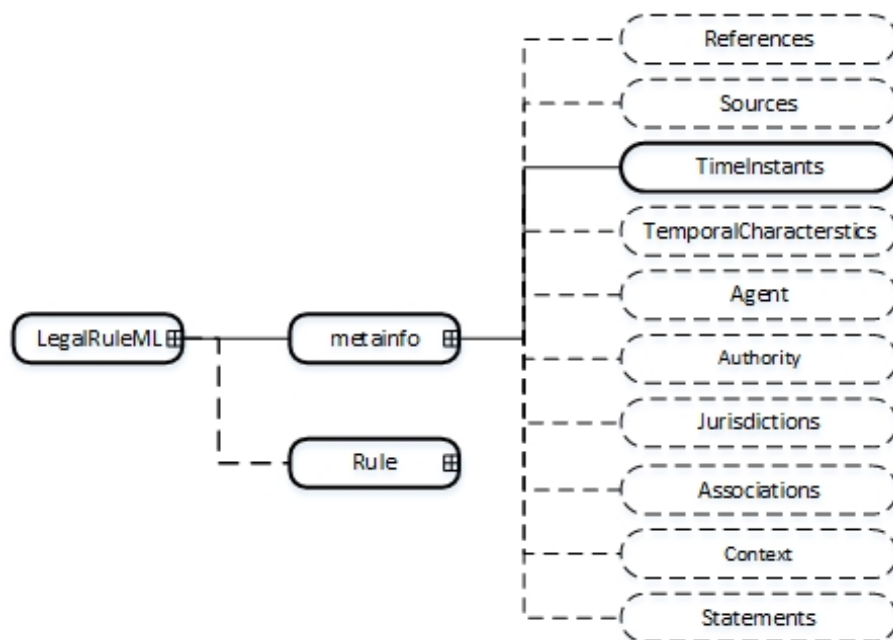 References
Sources
TimeInstants
TemporalCharacterstics
Agent
LegalRuleML
metainfo
Authority
Jurisdictions
Rule
Associations
Context
Statements